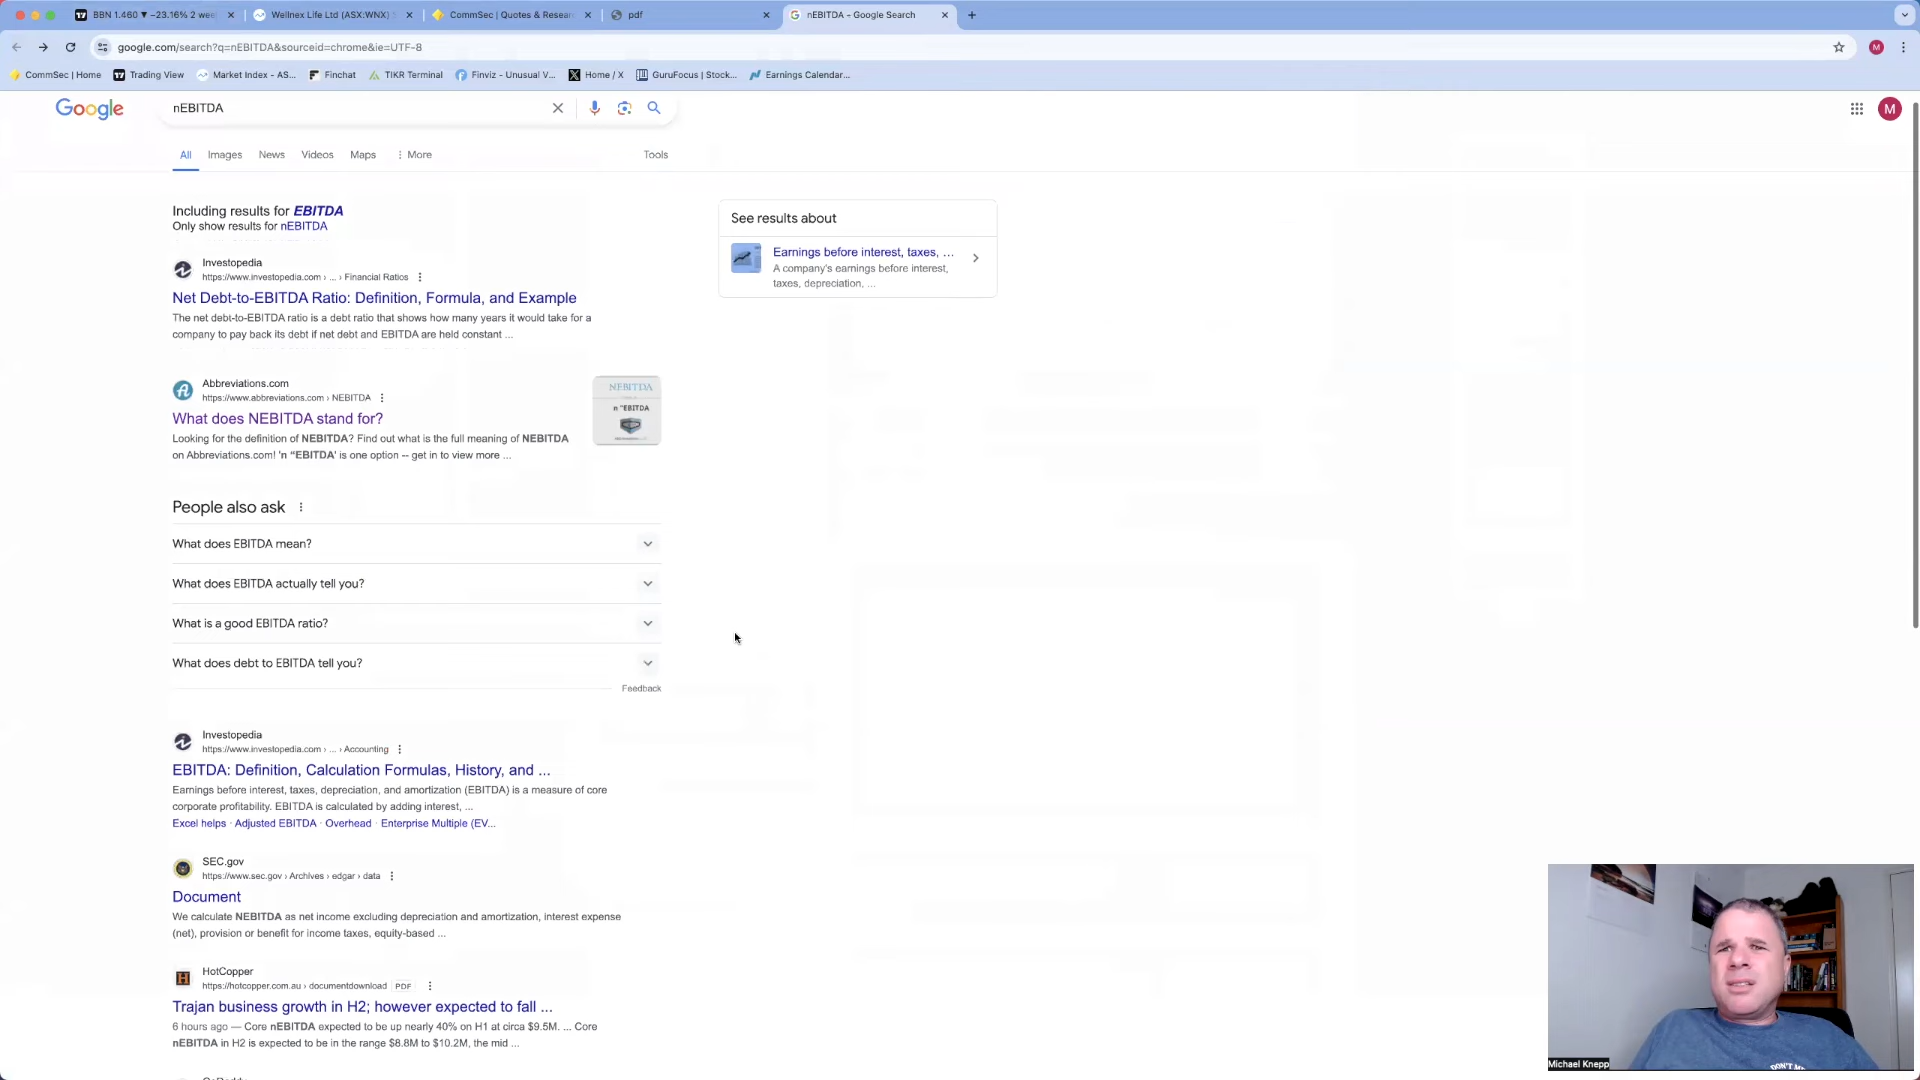 BBN 1.460 ▼ −23.16% 2 wee
Wellnex Life Ltd (ASX:WNX)
CommSec | Quotes & Resear
pdf
nEBITDA - Google Search
google.com/search?q=nEBITDA&sourceid=chrome&ie=UTF-8
M
CommSec | Home
Trading View
Market Index - AS...
Finchat
TIKR Terminal
Finviz - Unusual V...
Home / X
GuruFocus | Stock...
Earnings Calendar...
Google
nEBITDA
M
All
Images
News
Videos
Maps
More
Tools
Including results for EBITDA
Only show results for nEBITDA
See results about
Earnings before interest, taxes, ...
A company's earnings before interest,
taxes, depreciation, ...
Investopedia
https://www.investopedia.com › ... › Financial Ratios
Net Debt-to-EBITDA Ratio: Definition, Formula, and Example
The net debt-to-EBITDA ratio is a debt ratio that shows how many years it would take for a
company to pay back its debt if net debt and EBITDA are held constant ...
Abbreviations.com
https://www.abbreviations.com › NEBITDA
What does NEBITDA stand for?
Looking for the definition of NEBITDA? Find out what is the full meaning of NEBITDA
on Abbreviations.com! 'n “EBITDA' is one option -- get in to view more ...
NEBITDA
n "EBITDA
People also ask
What does EBITDA mean?
What does EBITDA actually tell you?
What is a good EBITDA ratio?
What does debt to EBITDA tell you?
Feedback
Investopedia
https://www.investopedia.com › ... › Accounting
EBITDA: Definition, Calculation Formulas, History, and ...
Earnings before interest, taxes, depreciation, and amortization (EBITDA) is a measure of core
corporate profitability. EBITDA is calculated by adding interest, ...
Excel helps · Adjusted EBITDA · Overhead · Enterprise Multiple (EV...
SEC.gov
https://www.sec.gov › Archives › edgar › data
Document
We calculate NEBITDA as net income excluding depreciation and amortization, interest expense
(net), provision or benefit for income taxes, equity-based ...
HotCopper
https://hotcopper.com.au › documentdownload PDF
Trajan business growth in H2; however expected to fall ...
6 hours ago — Core nEBITDA expected to be up nearly 40% on H1 at circa $9.5M. ... Core
nEBITDA in H2 is expected to be in the range $8.8M to $10.2M, the mid ...
Michael Knepp